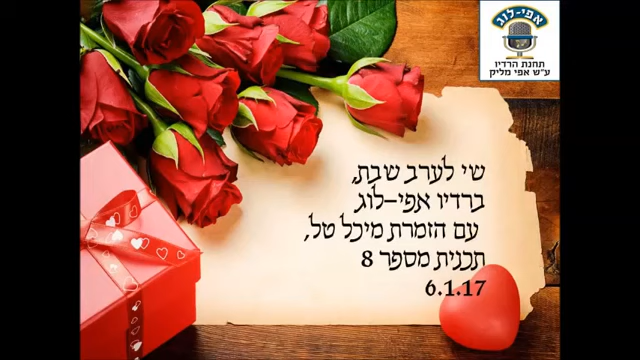 אפי-לוג
תחנת הרדיו
ע"ש אפי מליק
שי לערב שבת,
ברדיו אפי-לוג,
עם הזמרת מיכל טל,
תכנית מספר 8
6.1.17